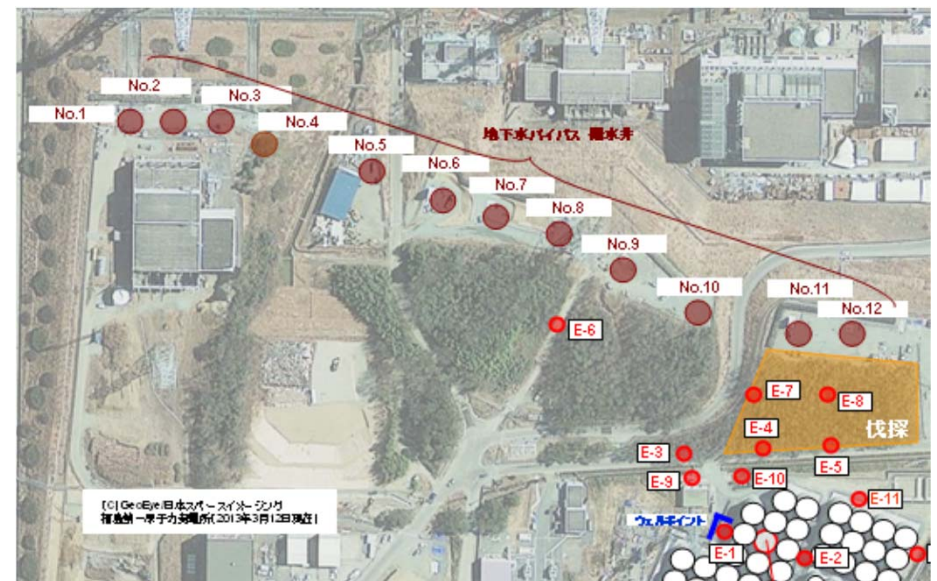 No.1
No.2
No.3
No.4
No.5
No.6
No.7
No.8
No.9
No.10
No.11
No.12
地下水バイパス 揚水井
E-6
E-7
E-8
伐採
E-4
E-5
E-3
E-9
E-10
E-11
ウェルポイント
E-1
E-2
(C)GeoEye/日本スペースイメージング
福島第一原子力発電所(2013年3月12日現在)